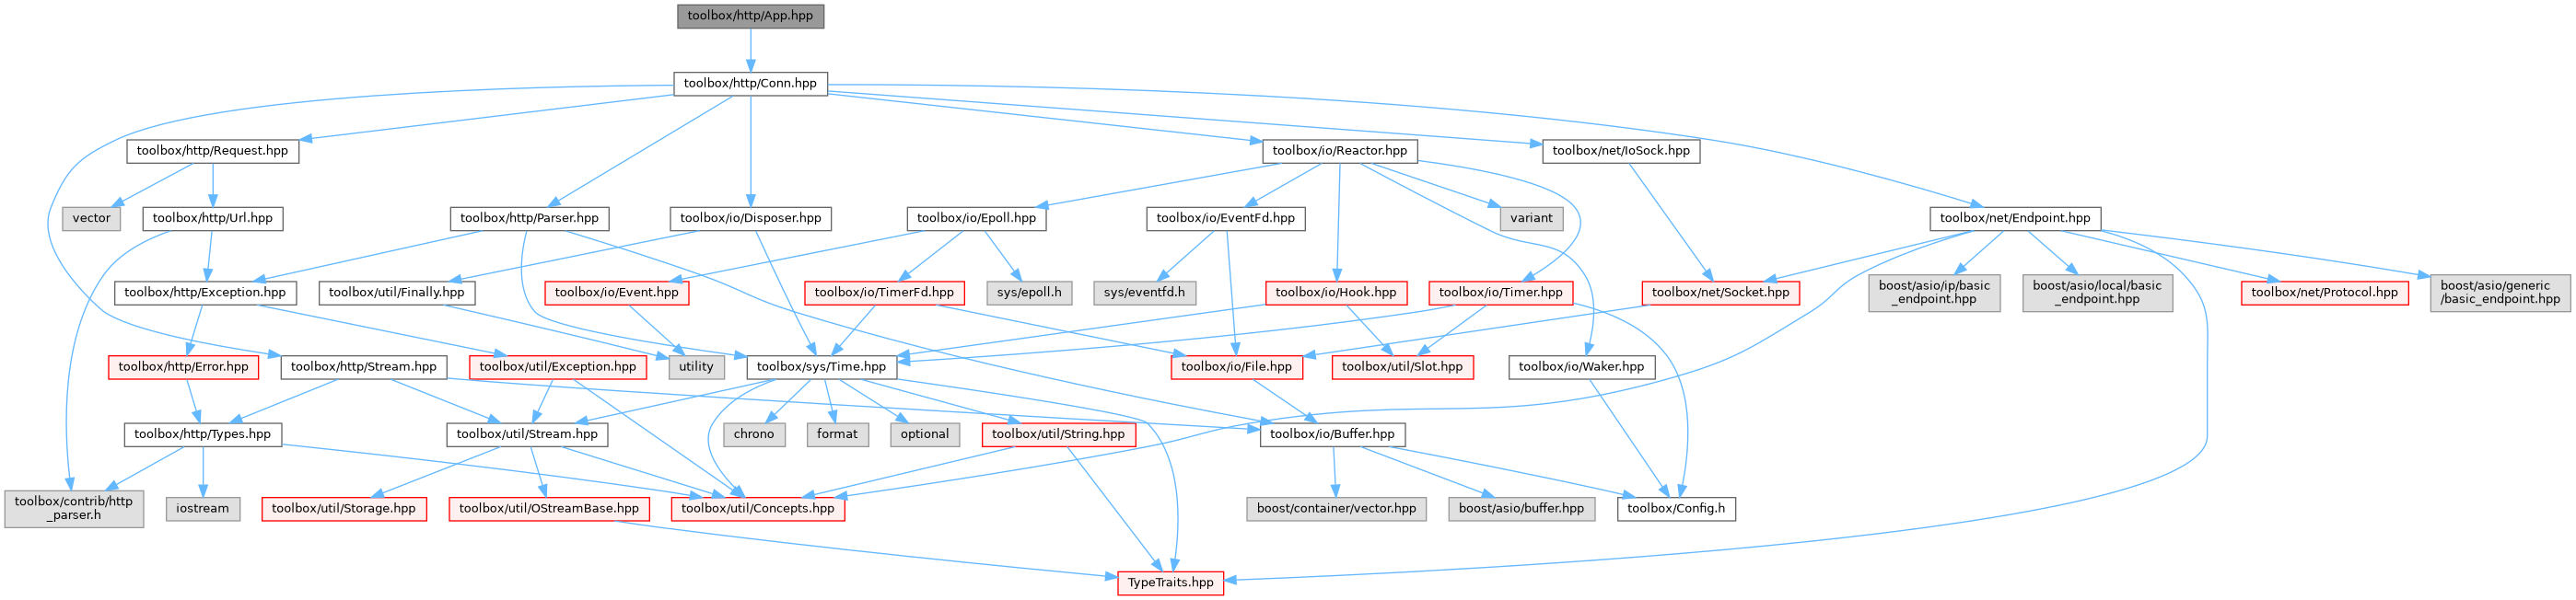 toolbox/http/App.hpp
toolbox/http/Conn.hpp
toolbox/http/Request.hpp
toolbox/io/Reactor.hpp
toolbox/net/IoSock.hpp
vector
toolbox/http/Url.hpp
toolbox/http/Parser.hpp
toolbox/io/Disposer.hpp
toolbox/io/Epoll.hpp
toolbox/io/EventFd.hpp
variant
toolbox/net/Endpoint.hpp
toolbox/http/Exception.hpp
toolbox/util/Finally.hpp
toolbox/io/Event.hpp
toolbox/io/TimerFd.hpp
sys/epoll.h
sys/eventfd.h
toolbox/io/Hook.hpp
toolbox/io/Timer.hpp
toolbox/net/Socket.hpp
boost/asio/ip/basic
_endpoint.hpp
boost/asio/local/basic
_endpoint.hpp
toolbox/net/Protocol.hpp
boost/asio/generic
/basic_endpoint.hpp
toolbox/http/Error.hpp
toolbox/http/Stream.hpp
toolbox/util/Exception.hpp
utility
toolbox/sys/Time.hpp
toolbox/io/File.hpp
toolbox/util/Slot.hpp
toolbox/io/Waker.hpp
toolbox/http/Types.hpp
toolbox/util/Stream.hpp
chrono
format
optional
toolbox/util/String.hpp
toolbox/io/Buffer.hpp
toolbox/contrib/http
_parser.h
iostream
toolbox/util/Storage.hpp
toolbox/util/OStreamBase.hpp
toolbox/util/Concepts.hpp
boost/container/vector.hpp
boost/asio/buffer.hpp
toolbox/Config.h
TypeTraits.hpp